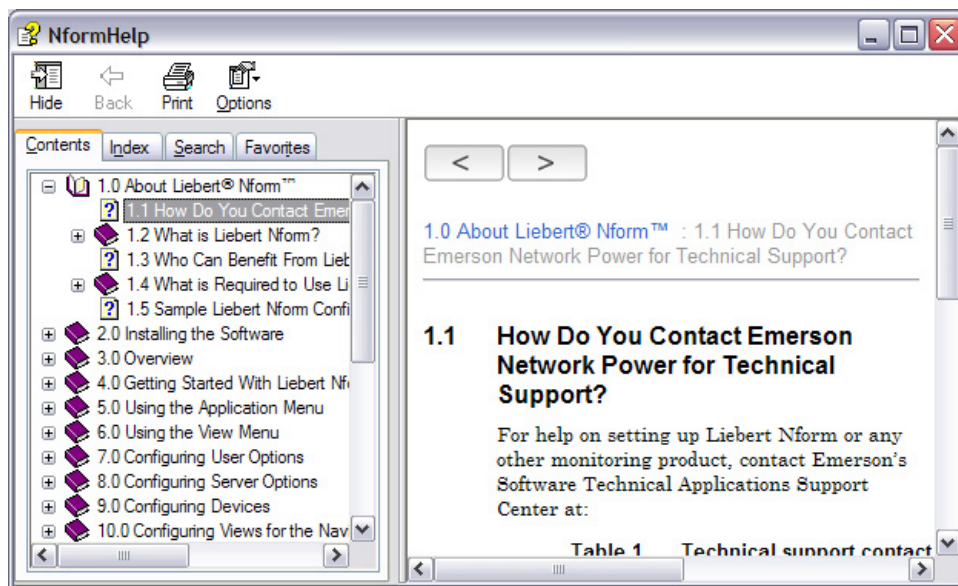 NformHelp
Hide Back Print Options
Contents Index Search Favorites
1.0 About Liebert® Nform™
1.1 How Do You Contact Emer
1.2 What is Liebert Nform?
1.3 Who Can Benefit From Lieb
1.4 What is Required to Use Li
1.5 Sample Liebert Nform Confi
2.0 Installing the Software
3.0 Overview
4.0 Getting Started With Liebert Nfo
5.0 Using the Application Menu
6.0 Using the View Menu
7.0 Configuring User Options
8.0 Configuring Server Options
9.0 Configuring Devices
10.0 Configuring Views for the Nav
< >
1.0 About Liebert® Nform™ : 1.1 How Do You Contact
Emerson Network Power for Technical Support?
1.1 How Do You Contact Emerson
Network Power for Technical
Support?
For help on setting up Liebert Nform or any
other monitoring product, contact Emerson's
Software Technical Applications Support
Center at:
Table 1 Technical support contact